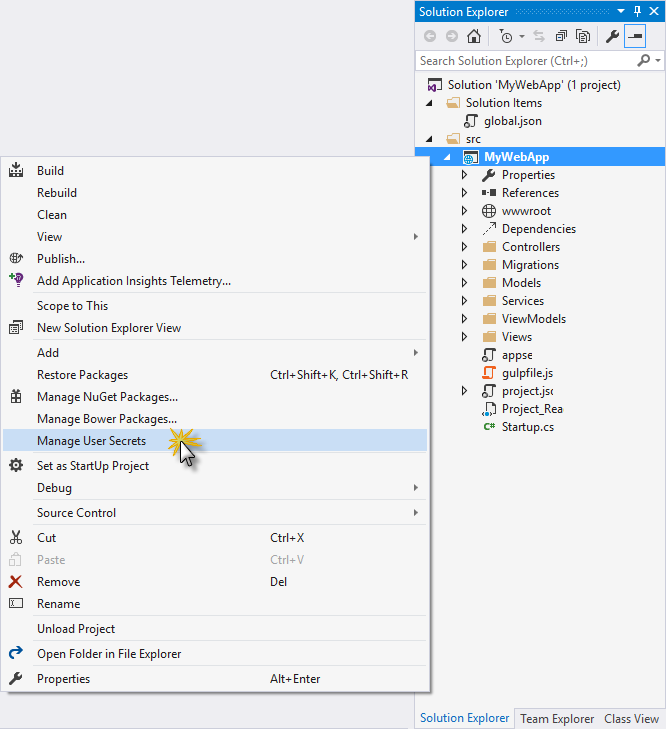 Solution Explorer
Search Solution Explorer (Ctrl+;)
Solution 'MyWebApp' (1 project)
Solution Items
global.json
src
MyWebApp
Properties
References
wwwroot
Dependencies
Controllers
Migrations
Models
Services
ViewModels
Views
appse
gulpfile.js
project.jsc
Project_Rea
C# Startup.cs
Build
Rebuild
Clean
View
Publish...
Add Application Insights Telemetry...
Scope to This
New Solution Explorer View
Add
Restore Packages Ctrl+Shift+K, Ctrl+Shift+R
Manage NuGet Packages...
Manage Bower Packages...
Manage User Secrets
Set as StartUp Project
Debug
Source Control
Cut Ctrl+X
Paste Ctrl+V
Remove Del
Rename
Unload Project
Open Folder in File Explorer
Properties Alt+Enter
Solution Explorer Team Explorer Class View